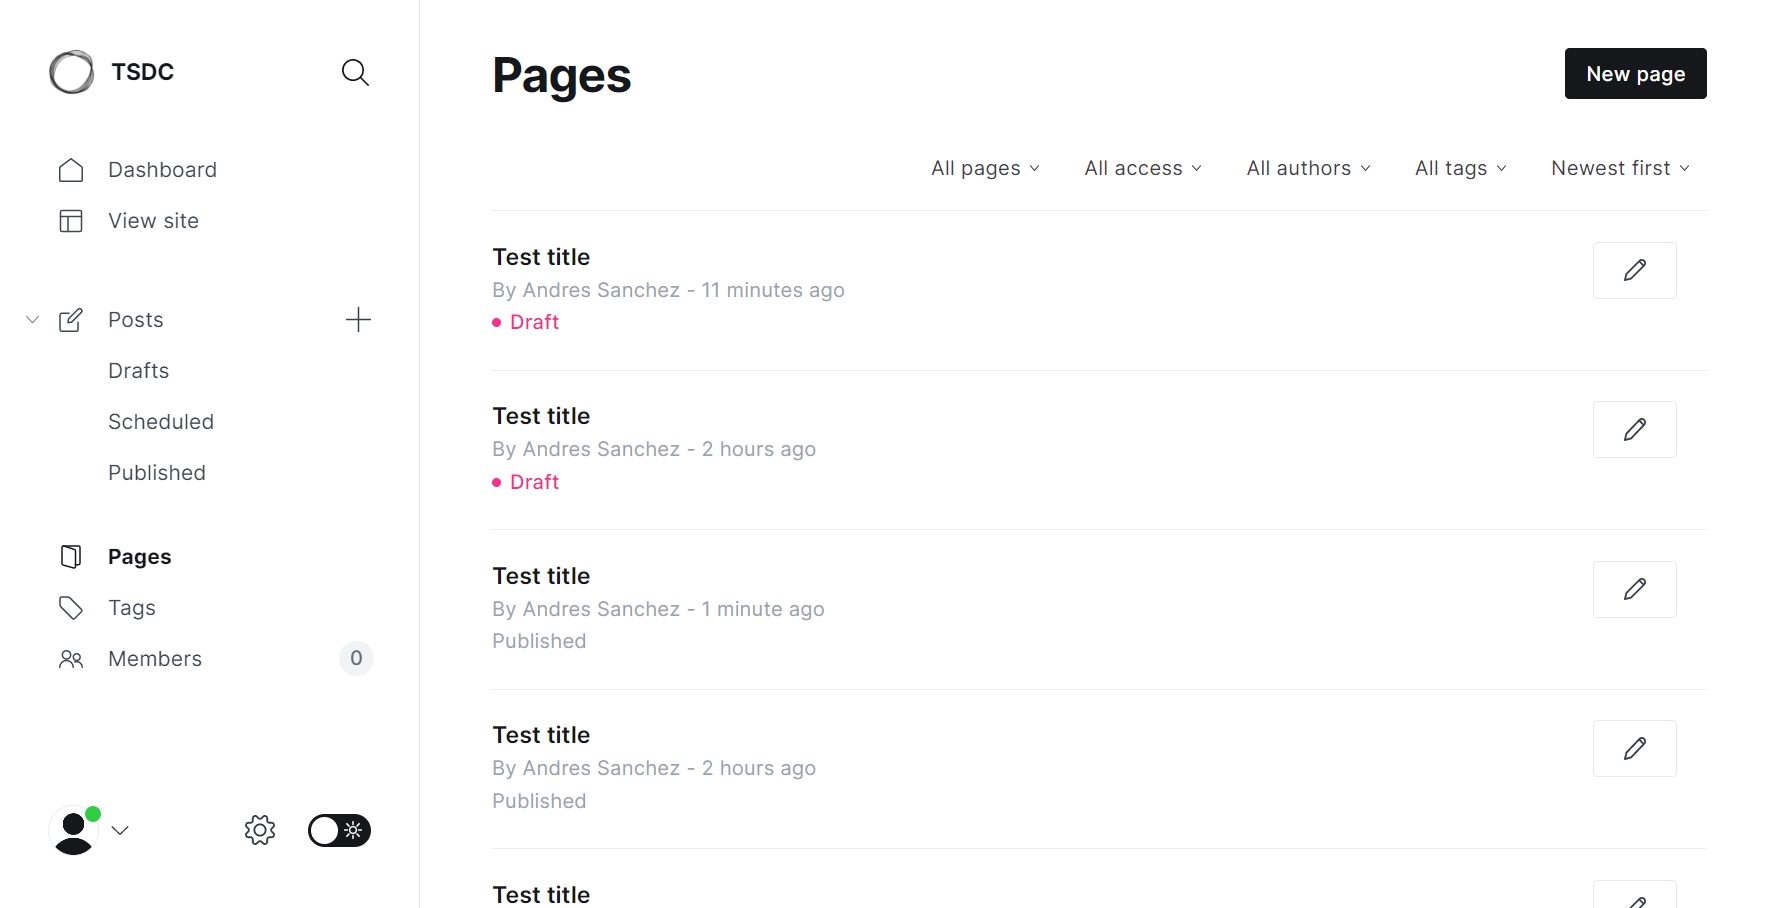 TSDC
Dashboard
View site
Posts
Drafts
Scheduled
Published
Pages
Tags
Members
0
Pages
New page
All pages
All access
All authors
All tags
Newest first
Test title
By Andres Sanchez - 11 minutes ago
Draft
Test title
By Andres Sanchez - 2 hours ago
Draft
Test title
By Andres Sanchez - 1 minute ago
Published
Test title
By Andres Sanchez - 2 hours ago
Published
Test title